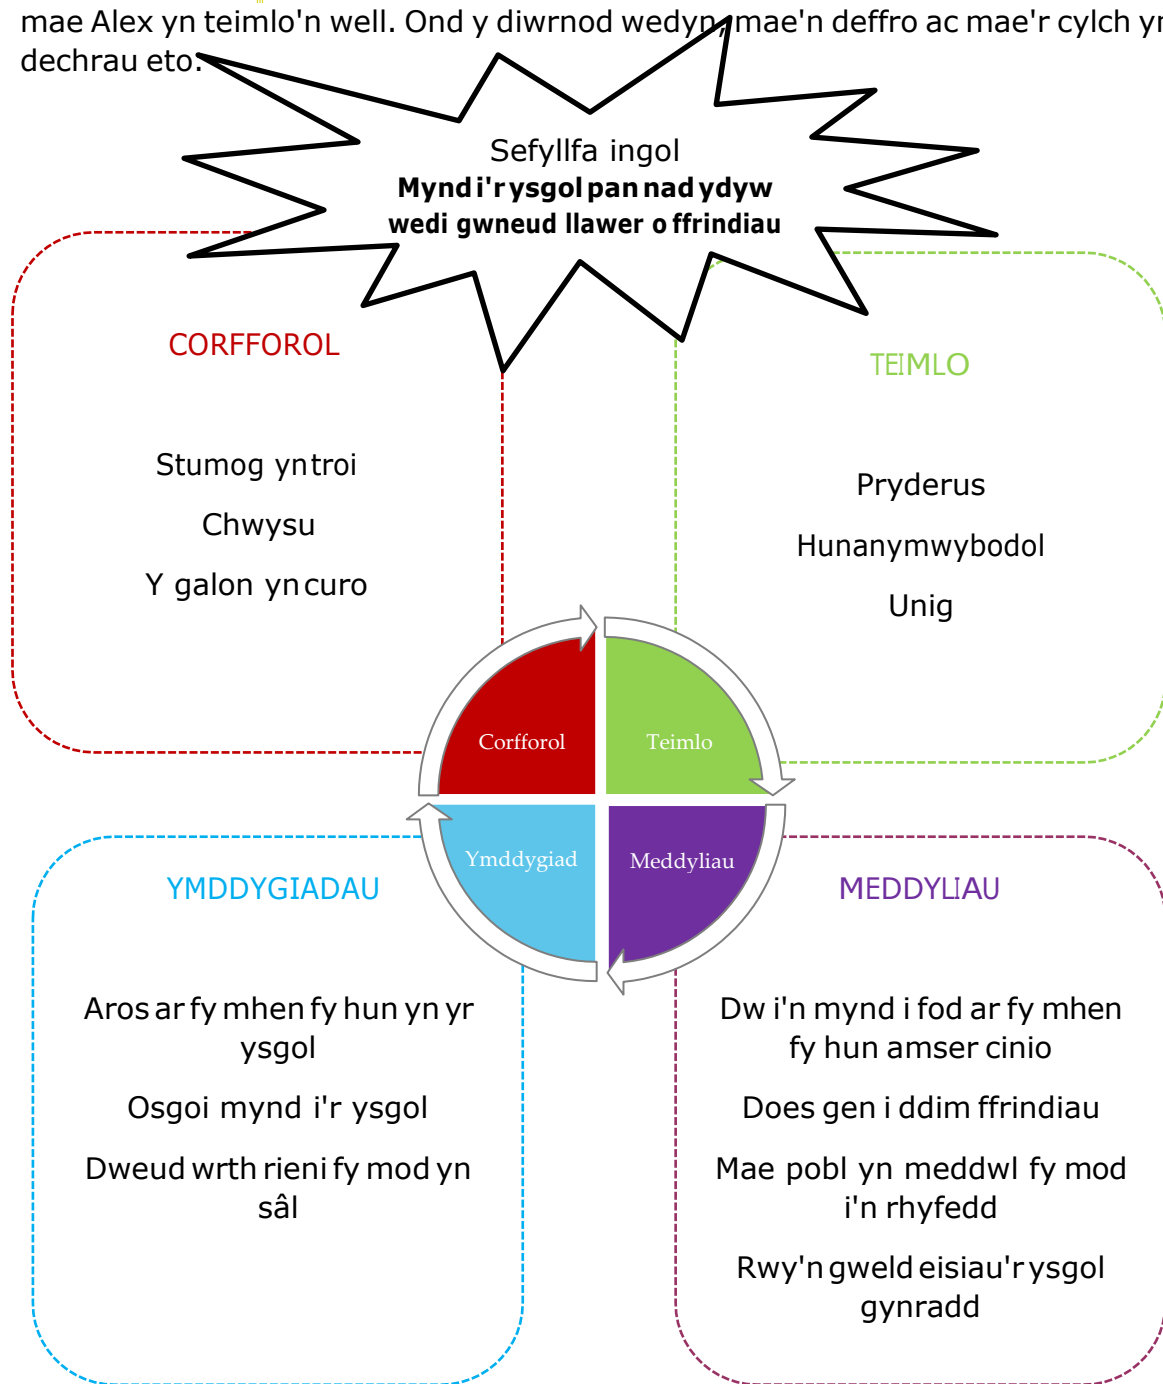 mae Alex yn teimlo'n well. Ond y diwrnod wedyn, mae'n deffro ac mae'r cylch yn
dechrau eto.
Sefyllfa ingol
Mynd i'r ysgol pan nad ydyw
wedi gwneud llawer o ffrindiau
CORFFOROL
Stumog yn troi
Chwysu
Y galon yn curo
TEIMLO
Pryderus
Hunanymwybodol
Unig
Corfforol
Teimlo
Ymddygiad
Meddyliau
YMDDYGIADAU
Aros ar fy mhen fy hun yn yr
ysgol
Osgoi mynd i'r ysgol
Dweud wrth rieni fy mod yn
sâl
MEDDYLIAU
Dw i'n mynd i fod ar fy mhen
fy hun amser cinio
Does gen i ddim ffrindiau
Mae pobl yn meddwl fy mod
i'n rhyfedd
Rwy'n gweld eisiau'r ysgol
gynradd